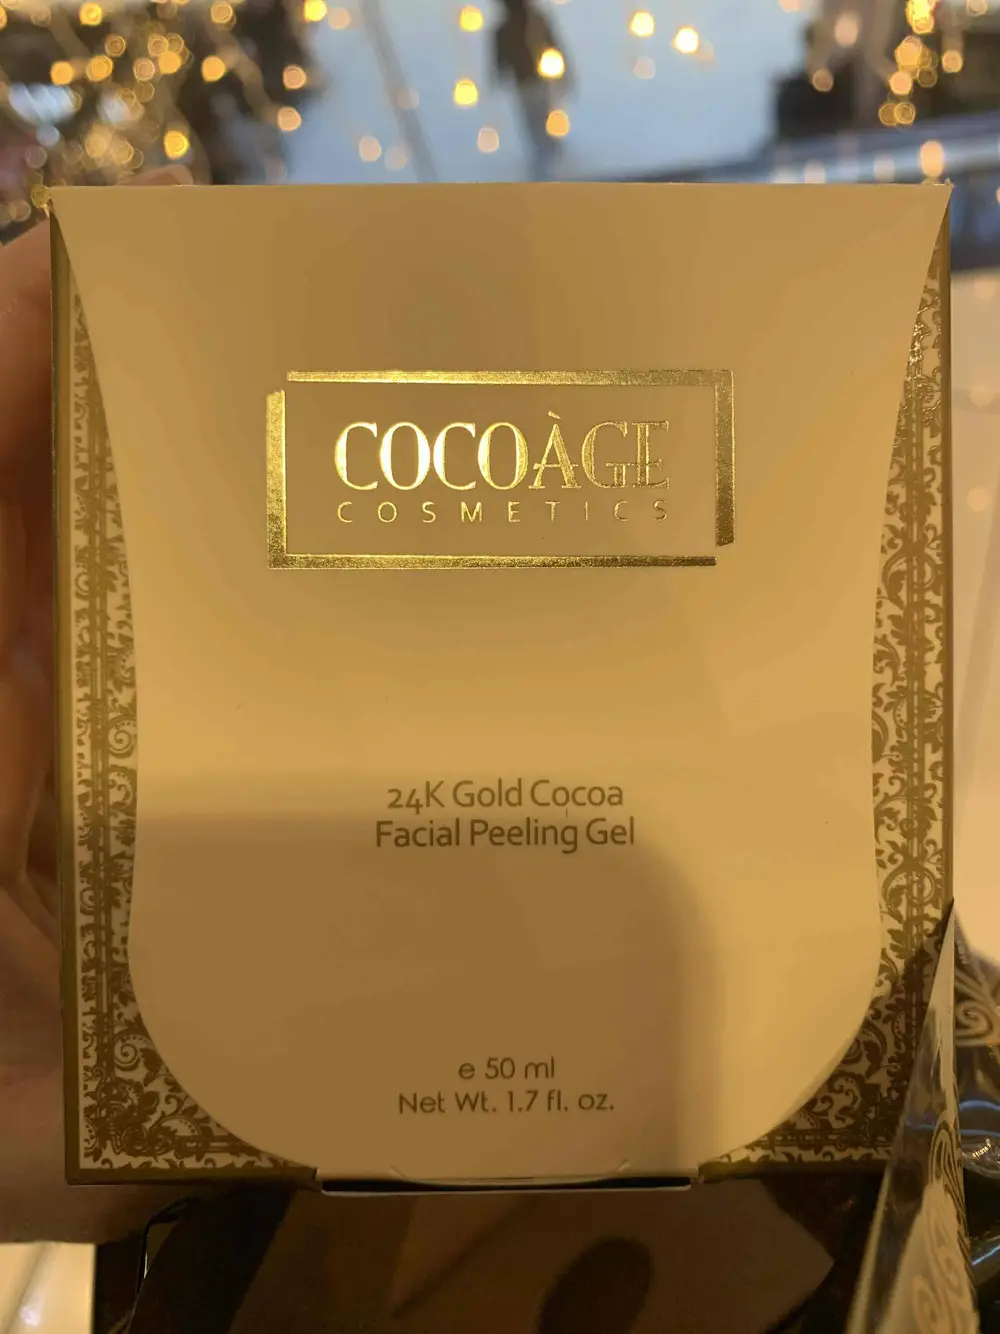 COCOÀGE
COSMETICS
24K Gold Cocoa
Facial Peeling Gel
e 50 ml
Net Wt. 1.7 fl. oz.